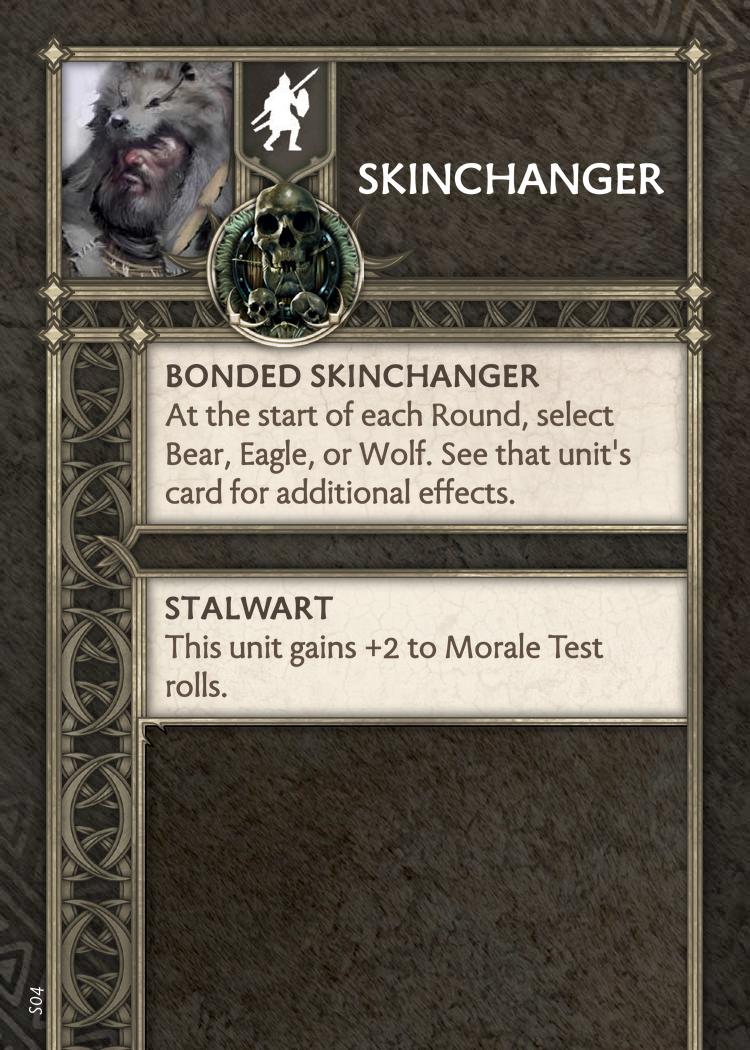 SKINCHANGER
BONDED SKINCHANGER
At the start of each Round, select
Bear, Eagle, or Wolf. See that unit's
card for additional effects.
STALWART
This unit gains +2 to Morale Test
rolls.
S04